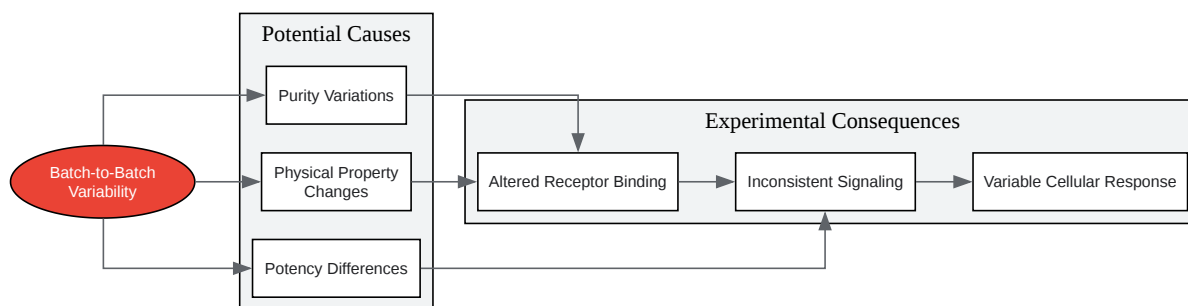 Potential Causes
Purity Variations
Experimental Consequences
Batch-to-Batch
Variability
Physical Property
Changes
Altered Receptor Binding
Inconsistent Signaling
Variable Cellular Response
Potency Differences